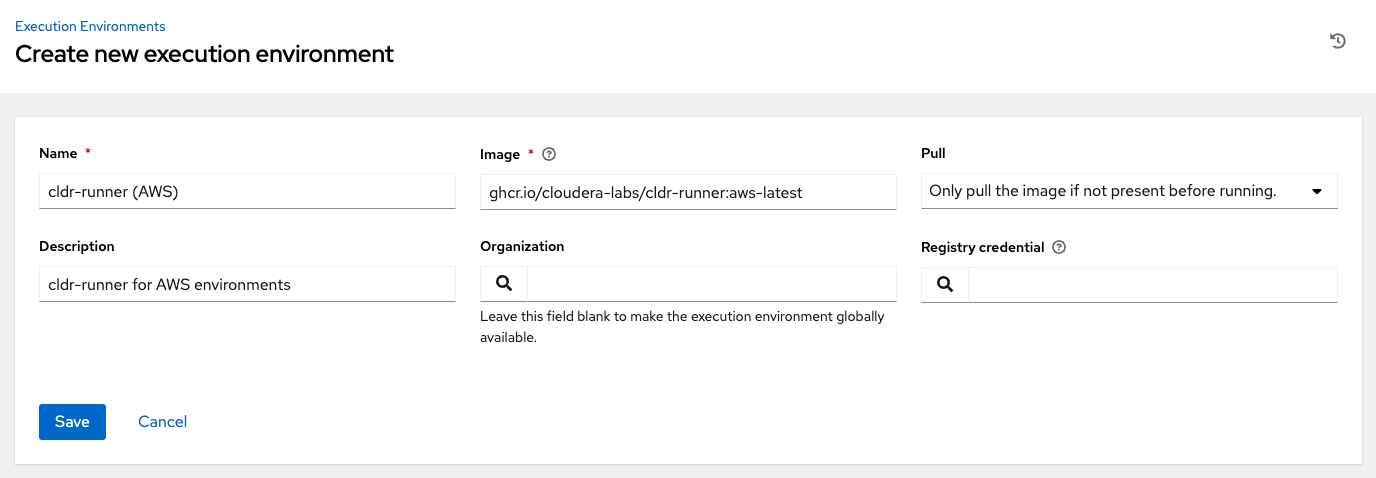 Execution Environments
Create new execution environment
Name *
Image *
Pull
cldr-runner (AWS)
ghcr.io/cloudera-labs/cldr-runner:aws-latest
Only pull the image if not present before running.
Description
Organization
Registry credential
cldr-runner for AWS environments
Leave this field blank to make the execution environment globally
available.
Save
Cancel